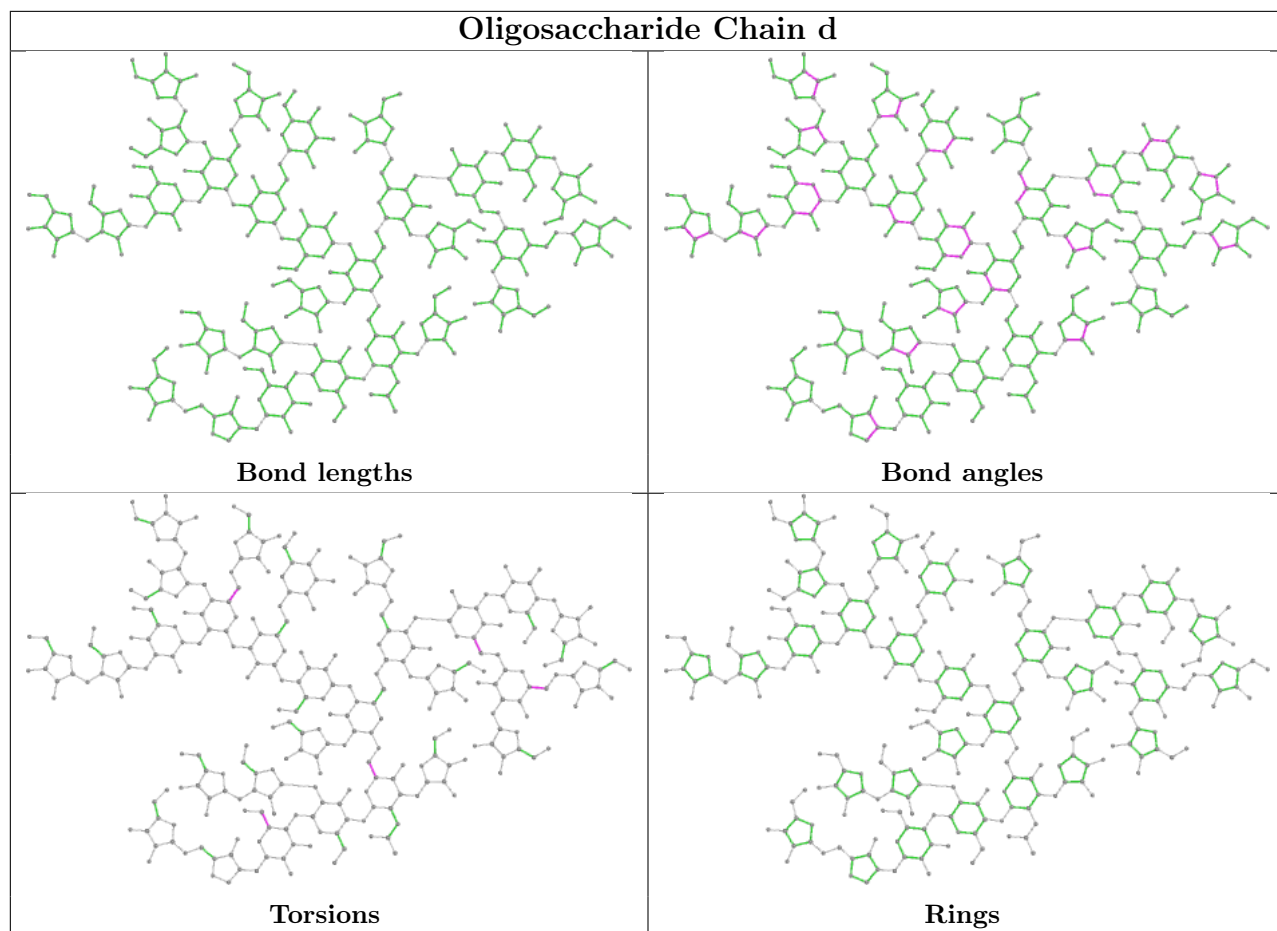 Oligosaccharide Chain d
Bond lengths
Bond angles
Torsions
Rings